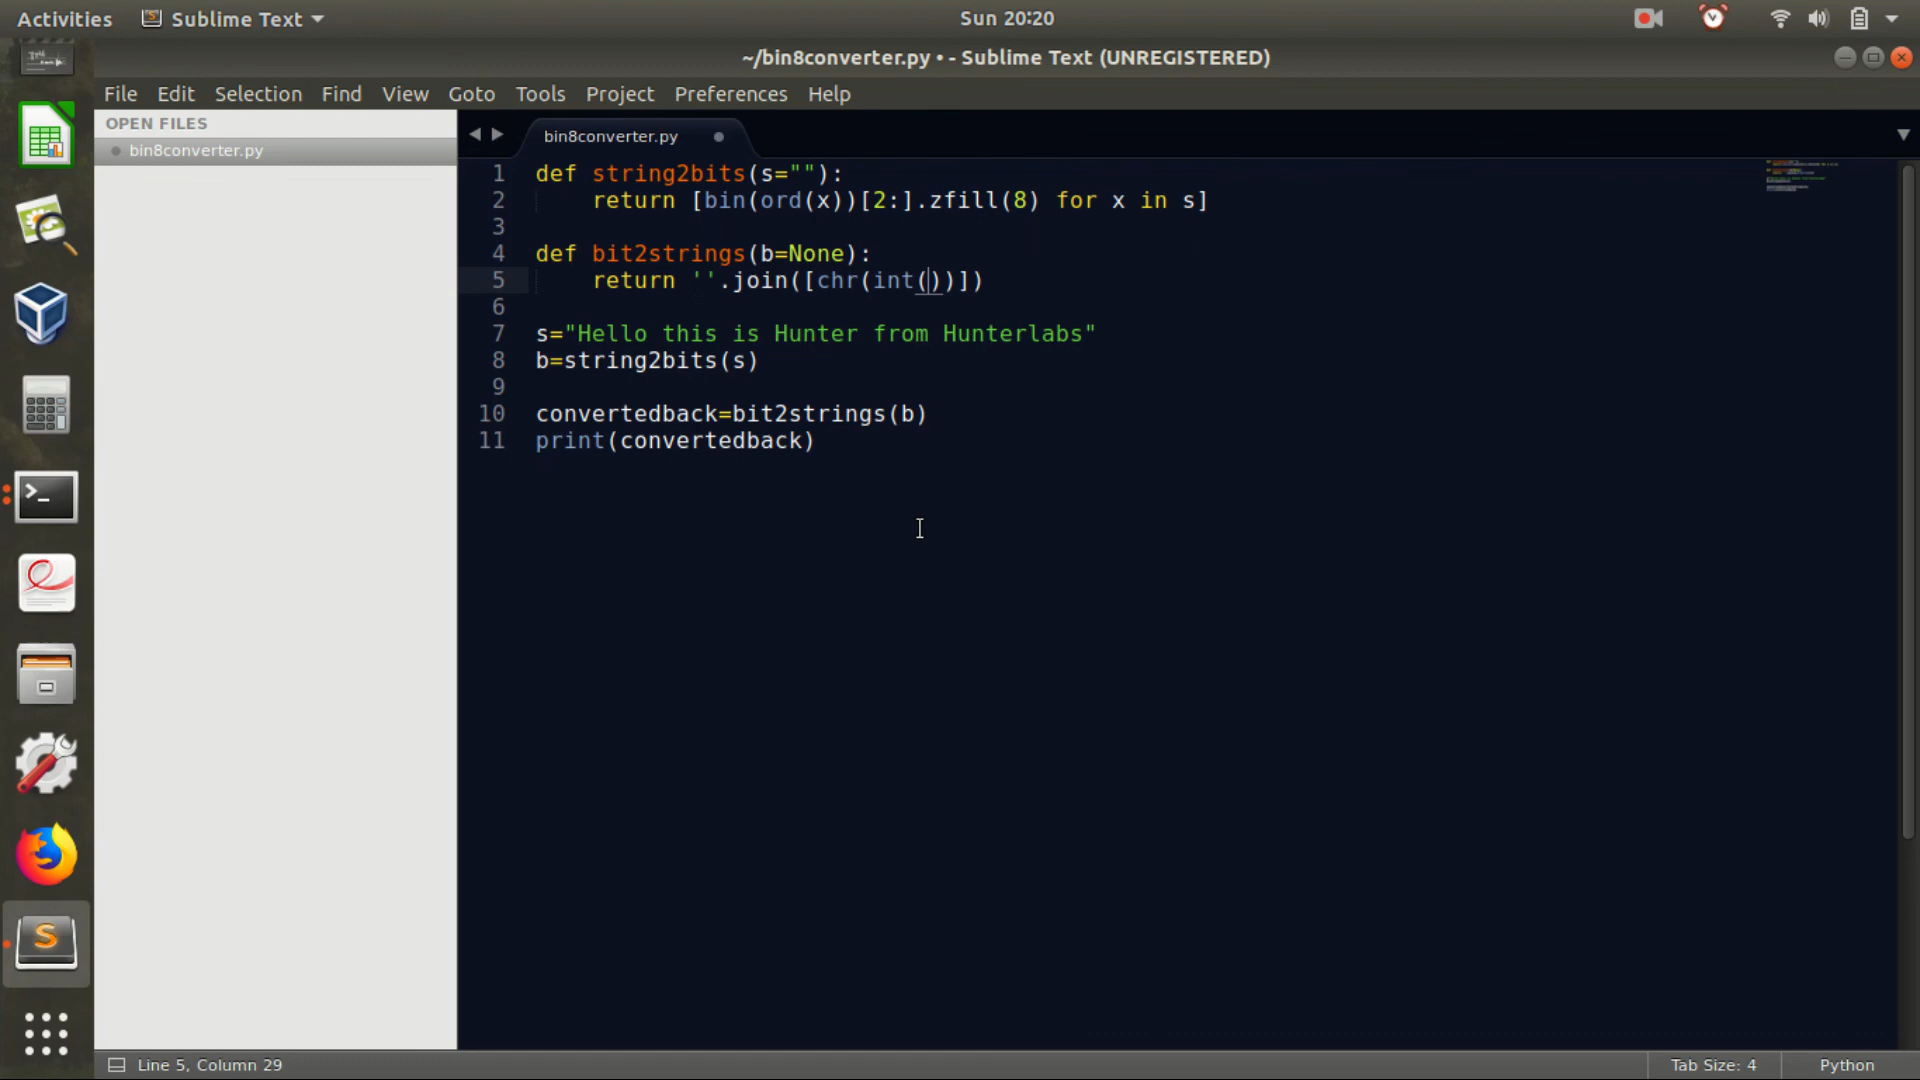 Activities Sublime Text Sun 20:20
~/bin8converter.py • - Sublime Text (UNREGISTERED)
File Edit Selection Find View Goto Tools Project Preferences Help
OPEN FILES
bin8converter.py
bin8converter.py
1 def string2bits(s=""):
2     return [bin(ord(x))[2:].zfill(8) for x in s]
3
4 def bit2strings(b=None):
5     return ''.join([chr(int())])
6
7 s="Hello this is Hunter from Hunterlabs"
8 b=string2bits(s)
9
10 convertedback=bit2strings(b)
11 print(convertedback)
Line 5, Column 29 Tab Size: 4 Python